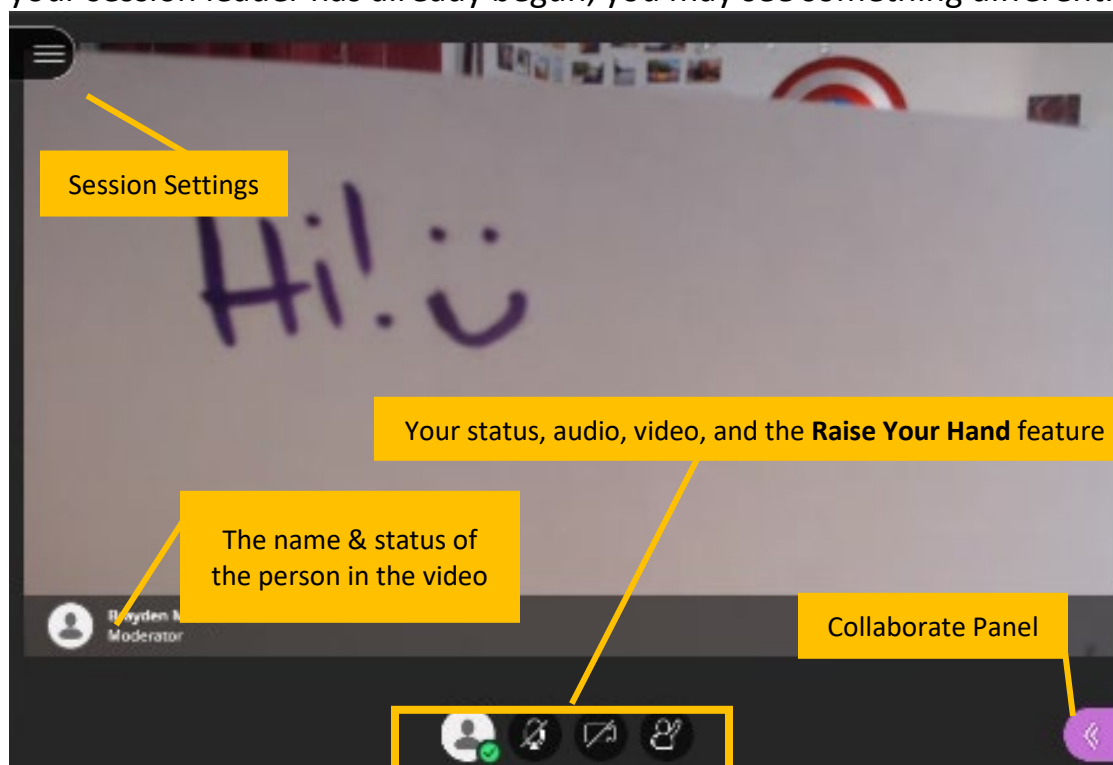 your session leader has already begun, you may see something different.
Session Settings
Hi!
Your status, audio, video, and the Raise Your Hand feature
The name & status of
the person in the video
Moderator
Collaborate Panel